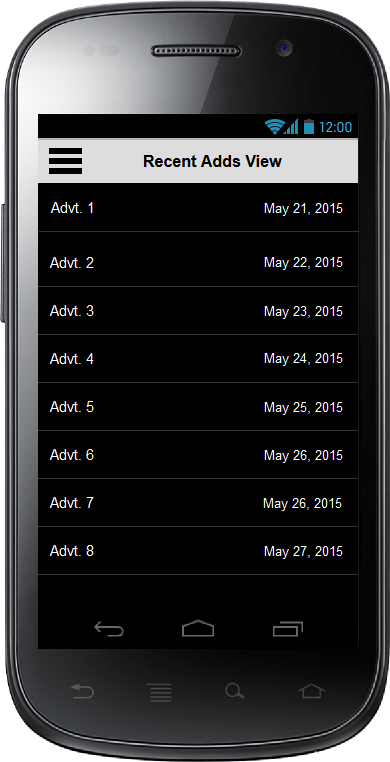 12:00
Recent Adds View
Advt. 1 May 21, 2015
Advt. 2 May 22, 2015
Advt. 3 May 23, 2015
Advt. 4 May 24, 2015
Advt. 5 May 25, 2015
Advt. 6 May 26, 2015
Advt. 7 May 26, 2015
Advt. 8 May 27, 2015